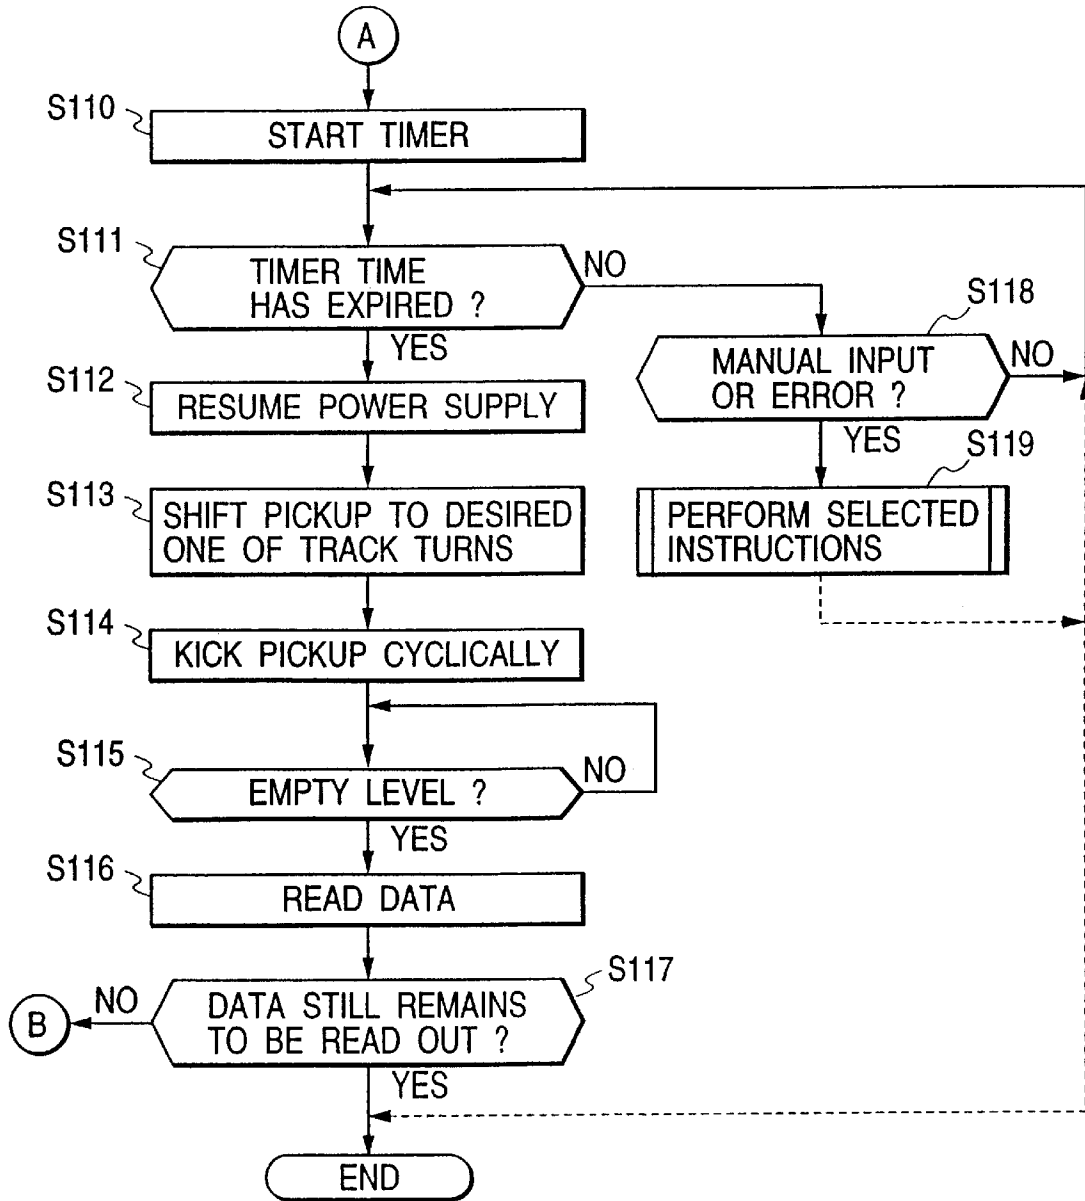 A
S110
START TIMER
S111
TIMER TIME
HAS EXPIRED ?
NO
YES
S118
MANUAL INPUT
OR ERROR ?
NO
YES
S112
RESUME POWER SUPPLY
S119
PERFORM SELECTED
INSTRUCTIONS
S113
SHIFT PICKUP TO DESIRED
ONE OF TRACK TURNS
S114
KICK PICKUP CYCLICALLY
S115
EMPTY LEVEL ?
NO
YES
S116
READ DATA
S117
DATA STILL REMAINS
TO BE READ OUT ?
NO
B
YES
END